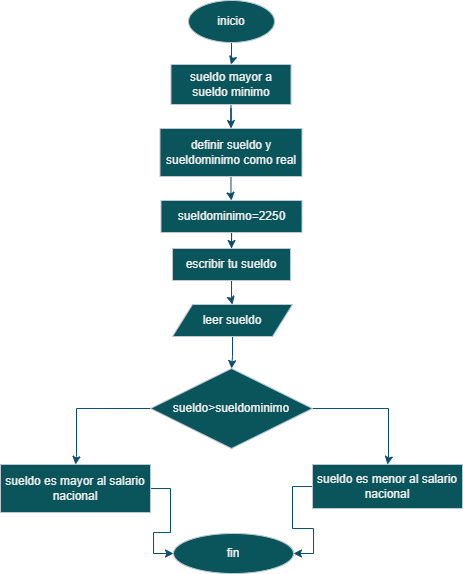 inicio
sueldo mayor a
sueldo minimo
definir sueldo y
sueldominimo como real
sueldominimo=2250
escribir tu sueldo
leer sueldo
sueldo>sueldominimo
sueldo es mayor al salario
nacional
sueldo es menor al salario
nacional
fin